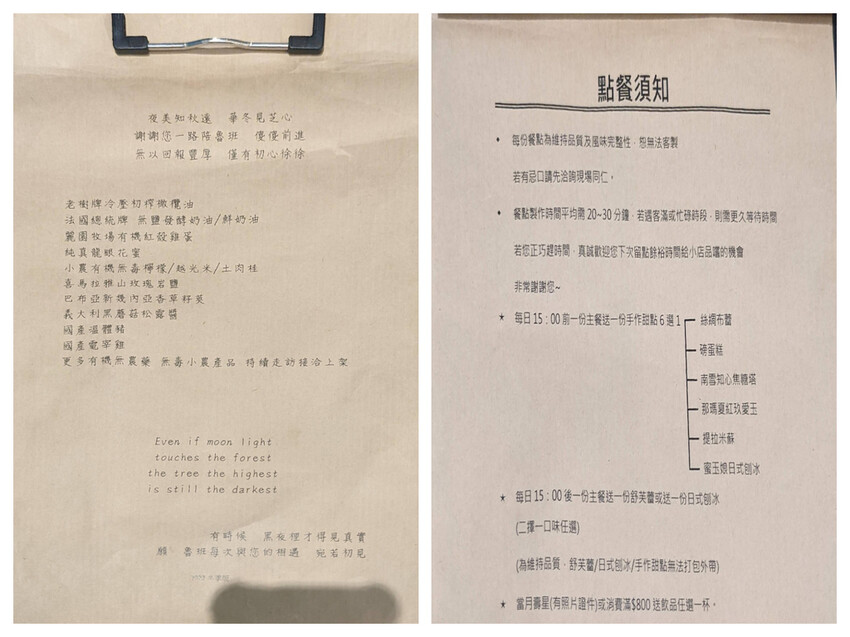 夜美知秋遠　華冬見芝心
謝謝您一路陪魯班　優優前進
無以回報豐厚　僅有初心徐徐
老樹牌冷壓初榨橄欖油
法國總統牌 無鹽發酵奶油/鮮奶油
麗園牧場有機紅殼雞蛋
純真龍眼花蜜
小農有機無毒檸檬/越光米/土肉桂
喜馬拉雅山玫瑰岩鹽
巴布亞新幾內亞香草籽莢
義大利黑蘑菇松露醬
國產溫體豬
國產電宰雞
更多有機無農藥 無毒小農產品 持續走訪接洽上架
Even if moon light
touches the forest
the tree the highest
is still the darkest
有時候　黑夜裡才得見真實
願　魯班每次與您的相遇　宛若初見
點餐須知
• 每份餐點為維持品質及風味完整性，恕無法客製
若有忌口請先洽詢現場同仁。
• 餐點製作時間平均需 20~30 分鐘，若遇客滿或忙碌時段，則需更久等待時間
若您正巧趕時間，真誠歡迎您下次留點餘裕時間給小店品嚐的機會
非常謝謝您~
★ 每日 15：00 前一份主餐送一份手作甜點 6 選 1
絲綢布蕾
磅蛋糕
南雪知心焦糖塔
那瑪夏紅玖愛玉
提拉米蘇
蜜玉娘日式刨冰
★ 每日 15：00 後一份主餐送一份舒芙蕾或送一份日式刨冰
(二擇一口味任選)
(為維持品質，舒芙蕾/日式刨冰/手作甜點無法打包外帶)
★ 當月壽星(有照片證件)或消費滿$800 送飲品任選一杯。